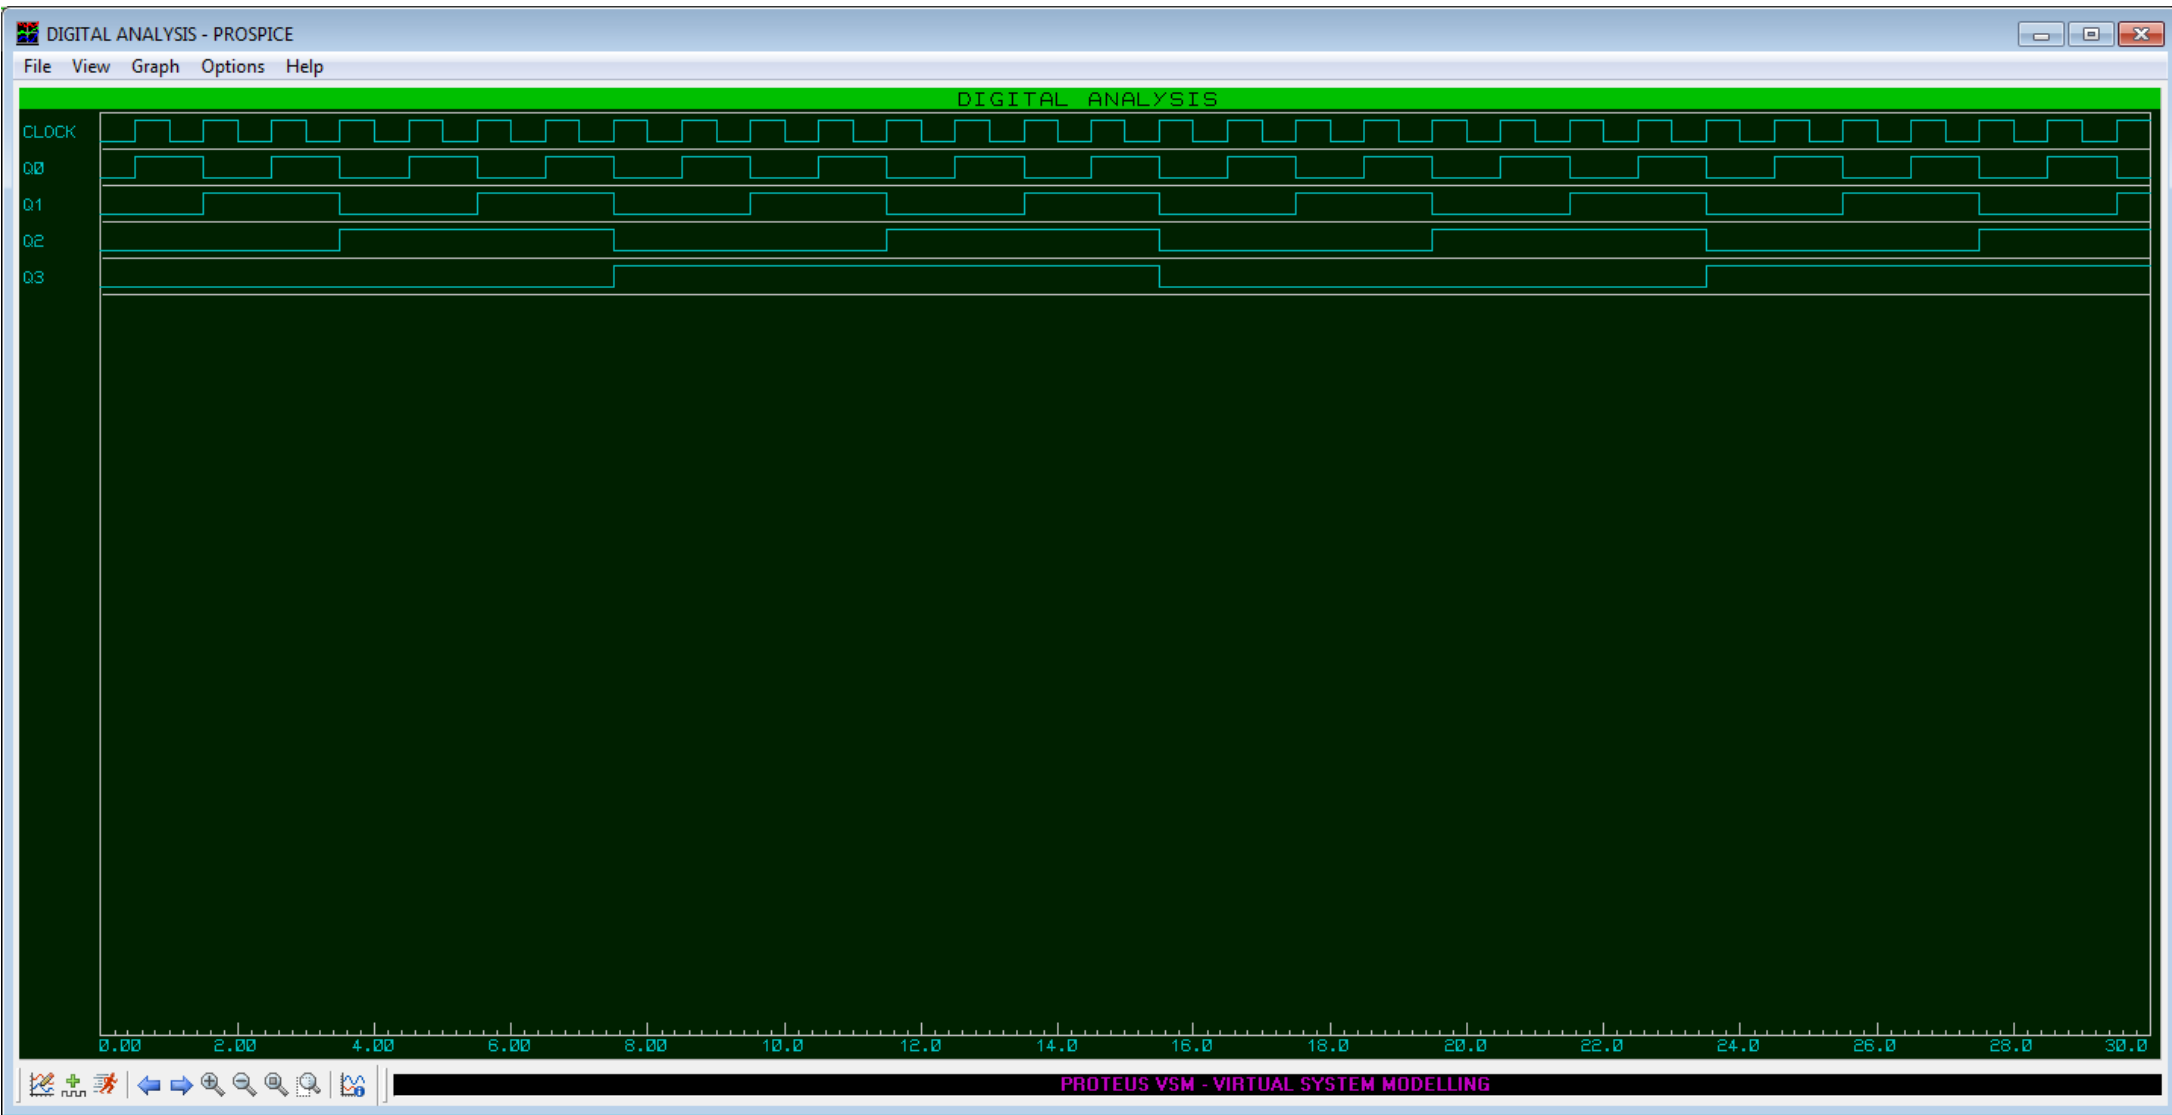 DIGITAL ANALYSIS - PROSPICE
File View Graph Options Help
DIGITAL ANALYSIS
CLOCK
Q0
Q1
Q2
Q3
0.00 2.00 4.00 6.00 8.00 10.0 12.0 14.0 16.0 18.0 20.0 22.0 24.0 26.0 28.0 30.0
PROTEUS VSM - VIRTUAL SYSTEM MODELLING